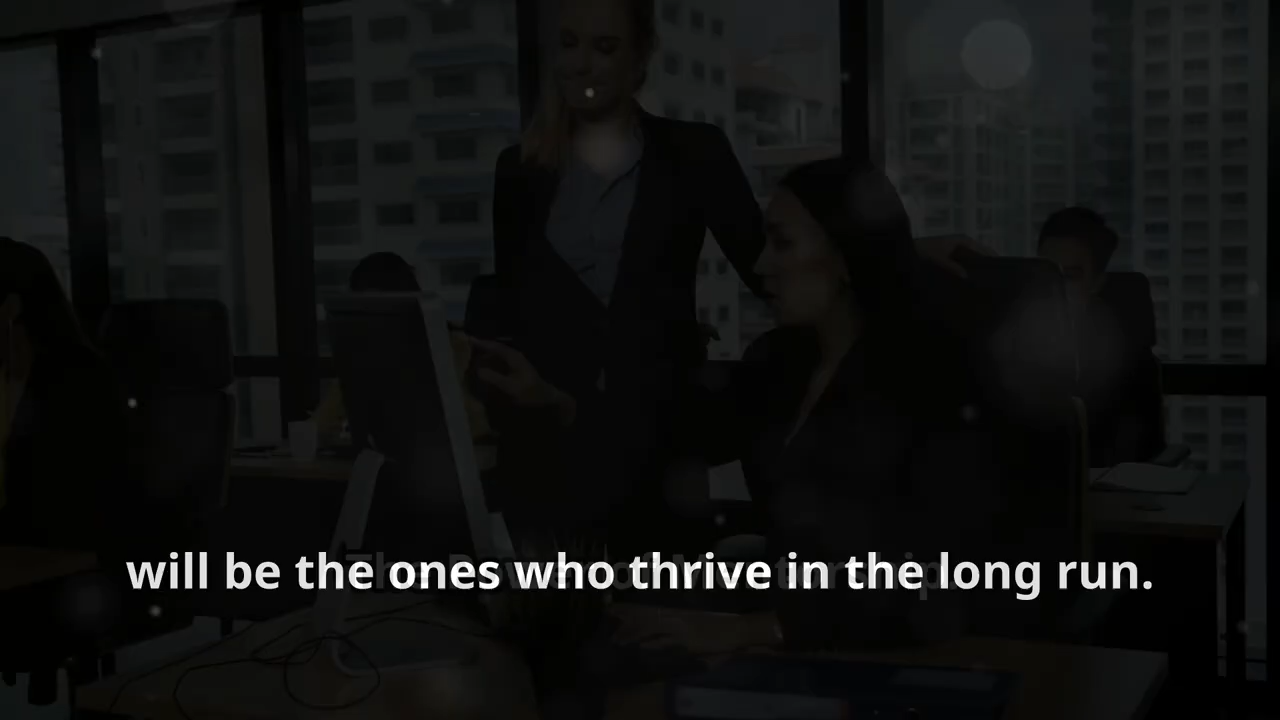 will be the ones who thrive in the long run.